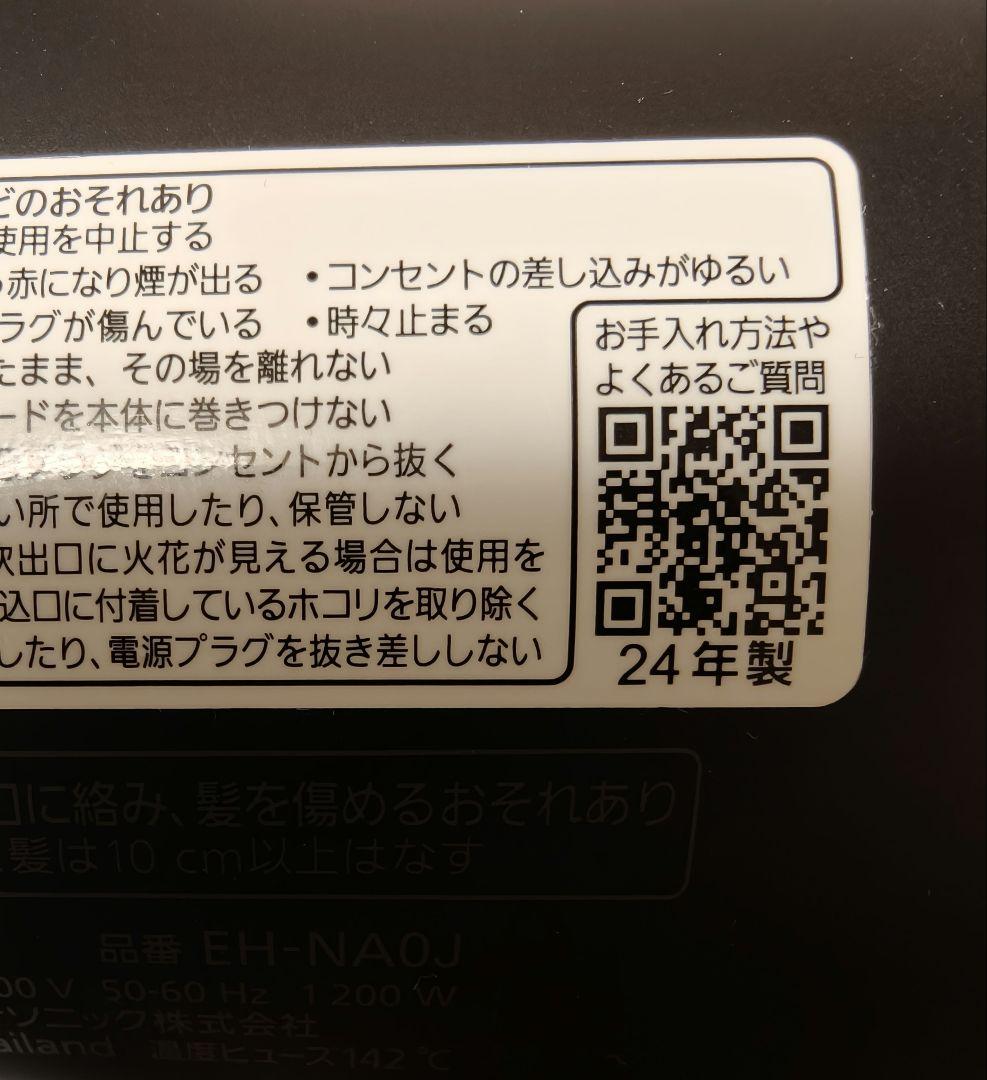 どのおそれあり
使用を中止する
赤になり煙が出る ・コンセントの差し込みがゆるい
ラグが傷んでいる ・時々止まる
たまま、その場を離れない
ードを本体に巻きつけない
コンセントから抜く
い所で使用したり、保管しない
吹出口に火花が見える場合は使用を
込口に付着しているホコリを取り除く
したり、電源プラグを抜き差ししない
お手入れ方法や
よくあるご質問
24年製
口に絡み、髪を傷めるおそれあり
髪は10 cm以上はなす
品番 EH-NA0J
00 V 50-60 Hz 1 200 W
ソニック株式会社
ailand 温度ヒューズ142 ℃